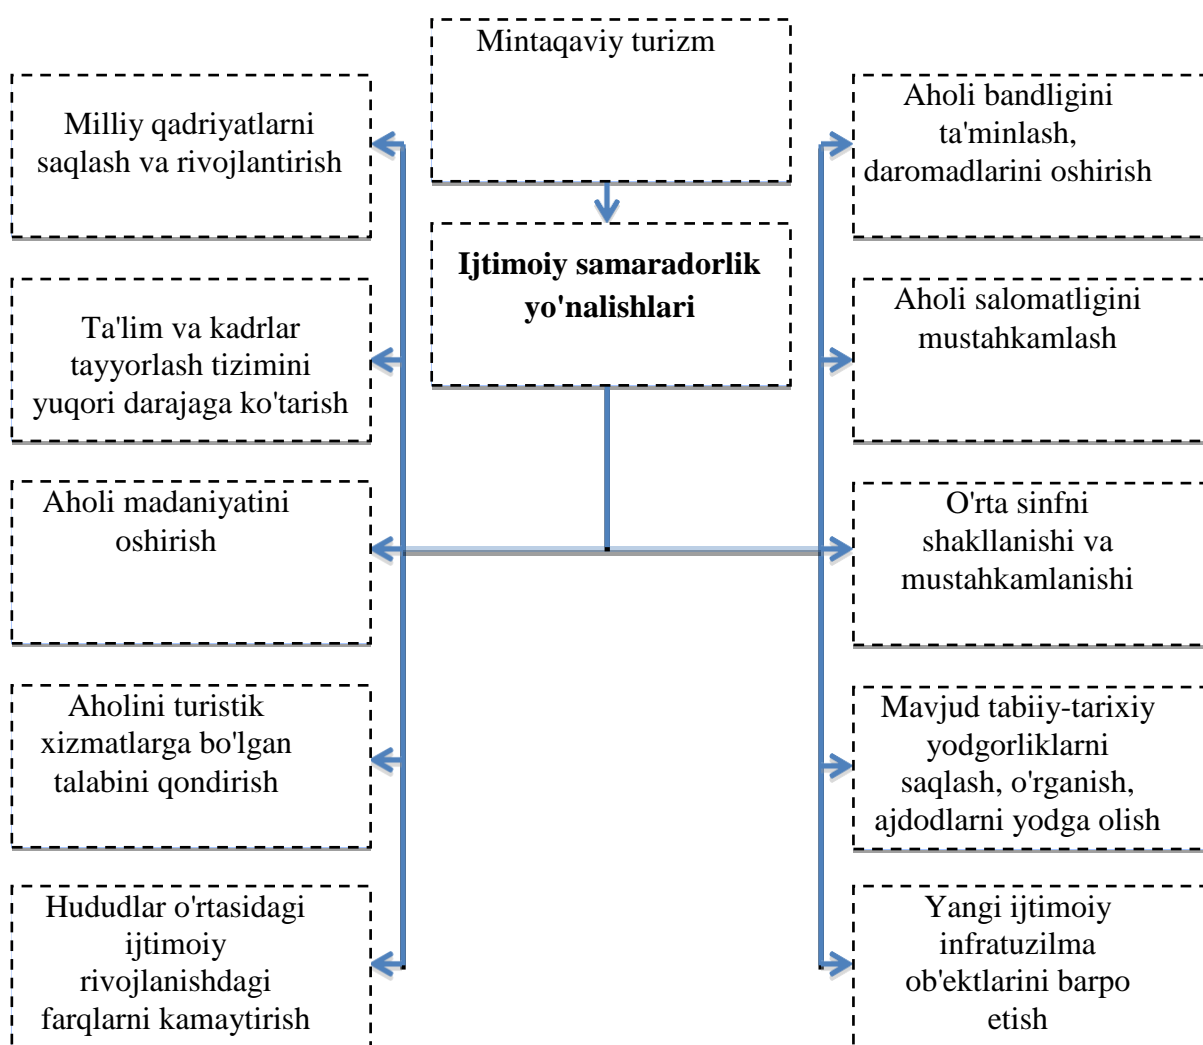 Mintaqaviy turizm
Ijtimoiy samaradorlik
yo'nalishlari
Milliy qadriyatlarni
saqlash va rivojlantirish
Ta'lim va kadrlar
tayyorlash tizimini
yuqori darajaga ko'tarish
Aholi madaniyatini
oshirish
Aholini turistik
xizmatlarga bo'lgan
talabini qondirish
Hududlar o'rtasidagi
ijtimoiy
rivojlanishdagi
farqlarni kamaytirish
Aholi bandligini
ta'minlash,
daromadlarini oshirish
Aholi salomatligini
mustahkamlash
O'rta sinfni
shakllanishi va
mustahkamlanishi
Mavjud tabiiy-tarixiy
yodgorliklarni
saqlash, o'rganish,
ajdodlarni yodga olish
Yangi ijtimoiy
infratuzilma
ob'ektlarini barpo
etish